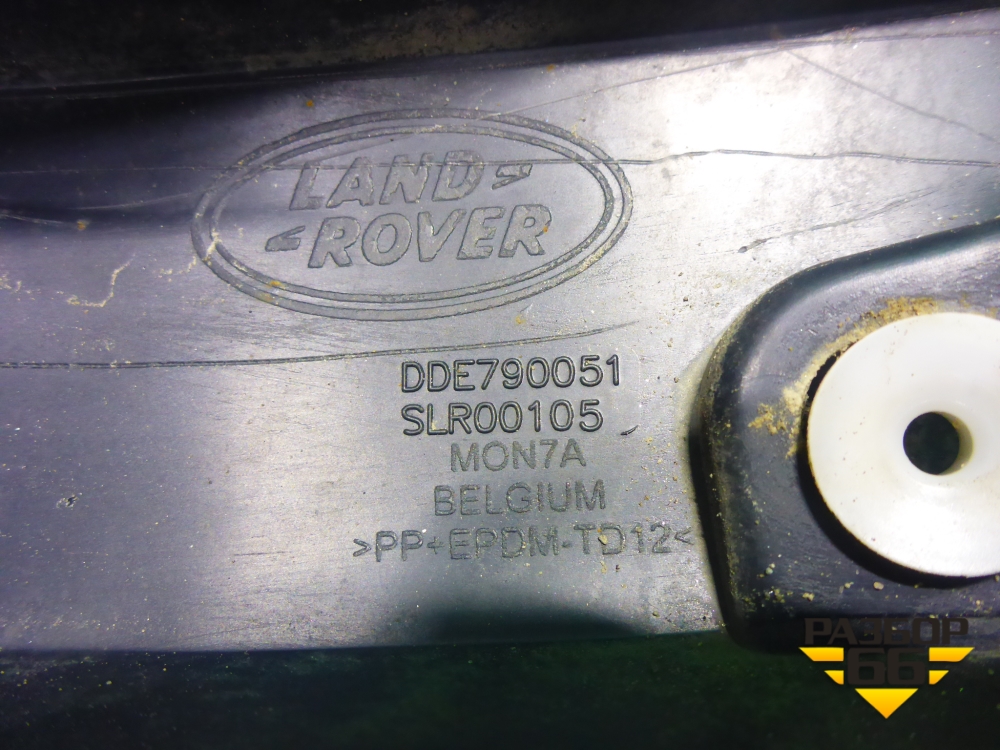 LAND
ROVER
DDE790051
SLR00105
MON7A
BELGIUM
>PP+EPDM-TD12<
РАЗБОР
66